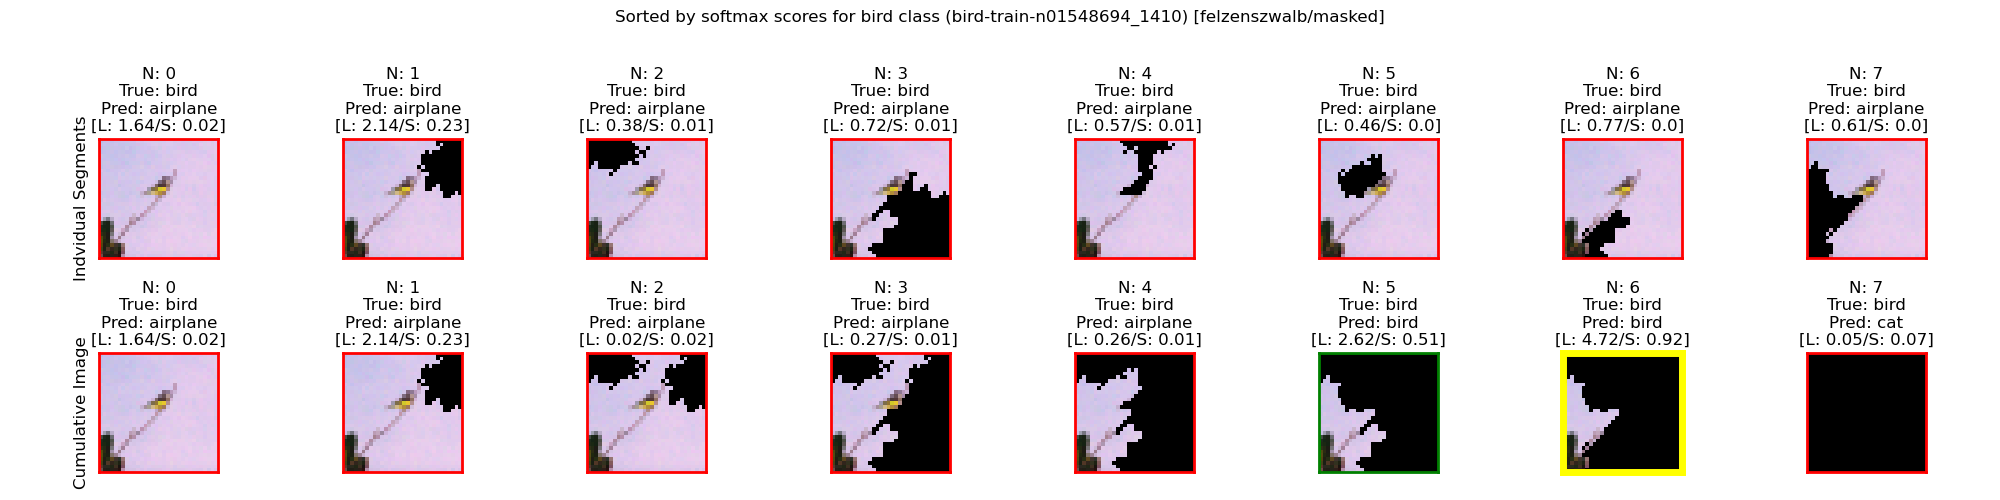 Sorted by softmax scores for bird class (bird-train-n01548694_1410) [felzenszwalb/masked]
Indvidual Segments
N: 0
True: bird
Pred: airplane
[L: 1.64/S: 0.02]
N: 1
True: bird
Pred: airplane
[L: 2.14/S: 0.23]
N: 2
True: bird
Pred: airplane
[L: 0.38/S: 0.01]
N: 3
True: bird
Pred: airplane
[L: 0.72/S: 0.01]
N: 4
True: bird
Pred: airplane
[L: 0.57/S: 0.01]
N: 5
True: bird
Pred: airplane
[L: 0.46/S: 0.0]
N: 6
True: bird
Pred: airplane
[L: 0.77/S: 0.0]
N: 7
True: bird
Pred: airplane
[L: 0.61/S: 0.0]
Cumulative Image
N: 0
True: bird
Pred: airplane
[L: 1.64/S: 0.02]
N: 1
True: bird
Pred: airplane
[L: 2.14/S: 0.23]
N: 2
True: bird
Pred: airplane
[L: 0.02/S: 0.02]
N: 3
True: bird
Pred: airplane
[L: 0.27/S: 0.01]
N: 4
True: bird
Pred: airplane
[L: 0.26/S: 0.01]
N: 5
True: bird
Pred: bird
[L: 2.62/S: 0.51]
N: 6
True: bird
Pred: bird
[L: 4.72/S: 0.92]
N: 7
True: bird
Pred: cat
[L: 0.05/S: 0.07]